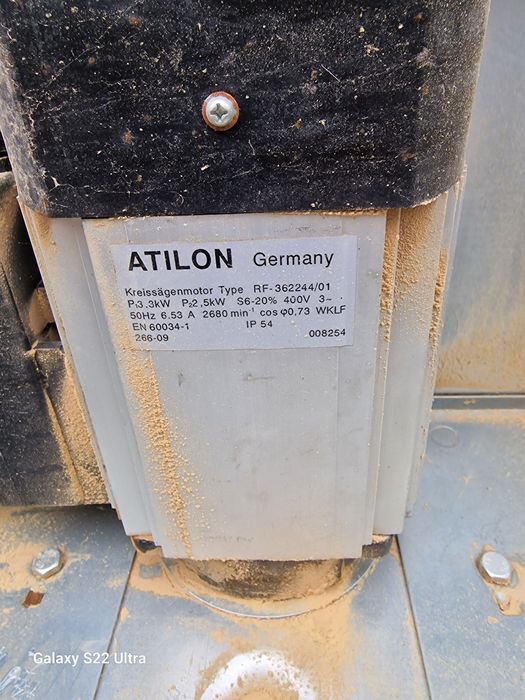 ATILON Germany
Kreissägenmotor Type RF-362244/01
P₁3,3kW P₂2,5kW S6-20% 400V 3~
50Hz 6.53 A 2680 min⁻¹ cos φ0,73 WKLF
EN 60034-1 IP 54
266-09 008254
Galaxy S22 Ultra